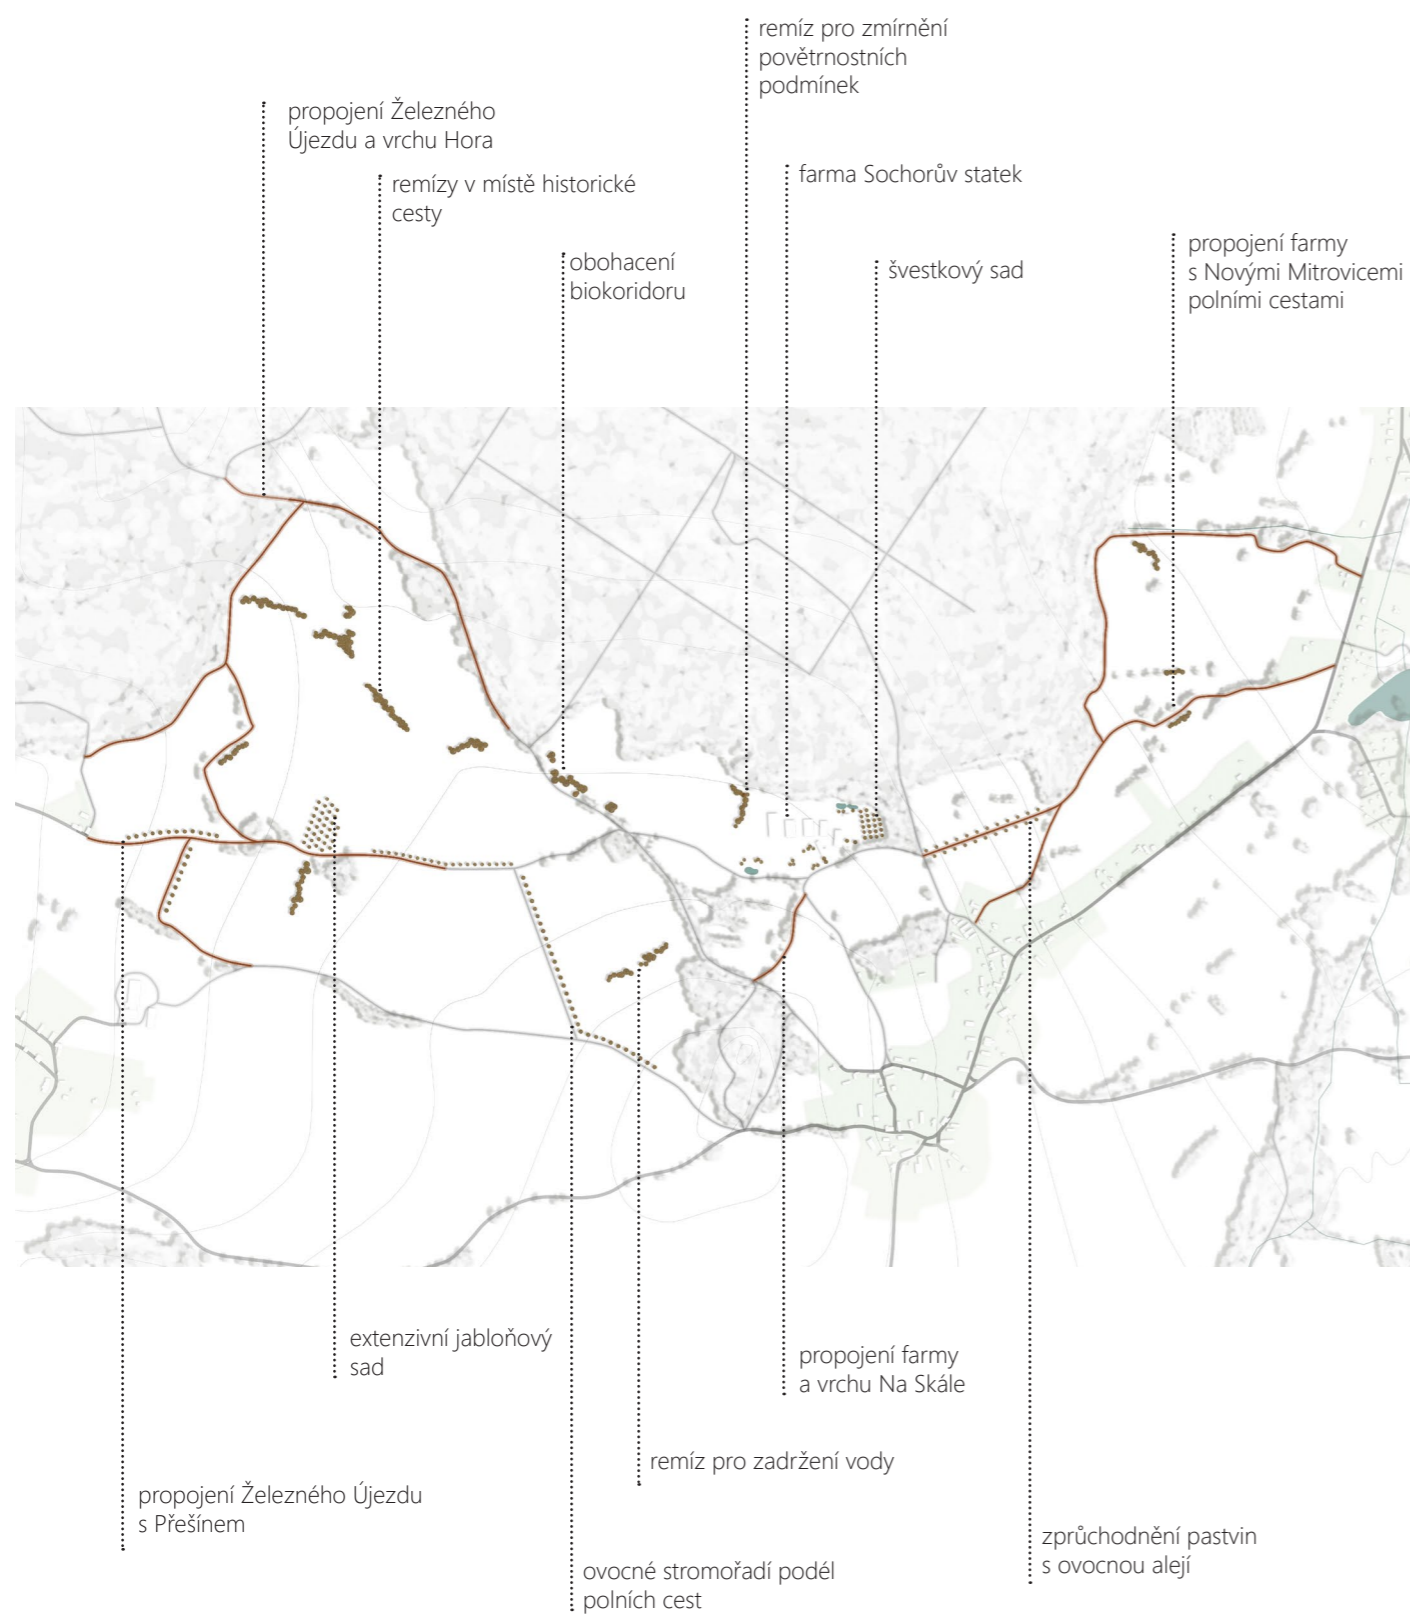 remíz pro zmírnění
povětrnostních
podmínek
propojení Železného
Újezdu a vrchu Hora
farma Sochorův statek
remízy v místě historické
cesty
propojení farmy
s Novými Mitrovicemi
polními cestami
obohacení
biokoridoru
švestkový sad
extenzivní jabloňový
sad
propojení farmy
a vrchu Na Skále
remíz pro zadržení vody
propojení Železného Újezdu
s Přešínem
zprůchodnění pastvin
s ovocnou alejí
ovocné stromořadí podél
polních cest